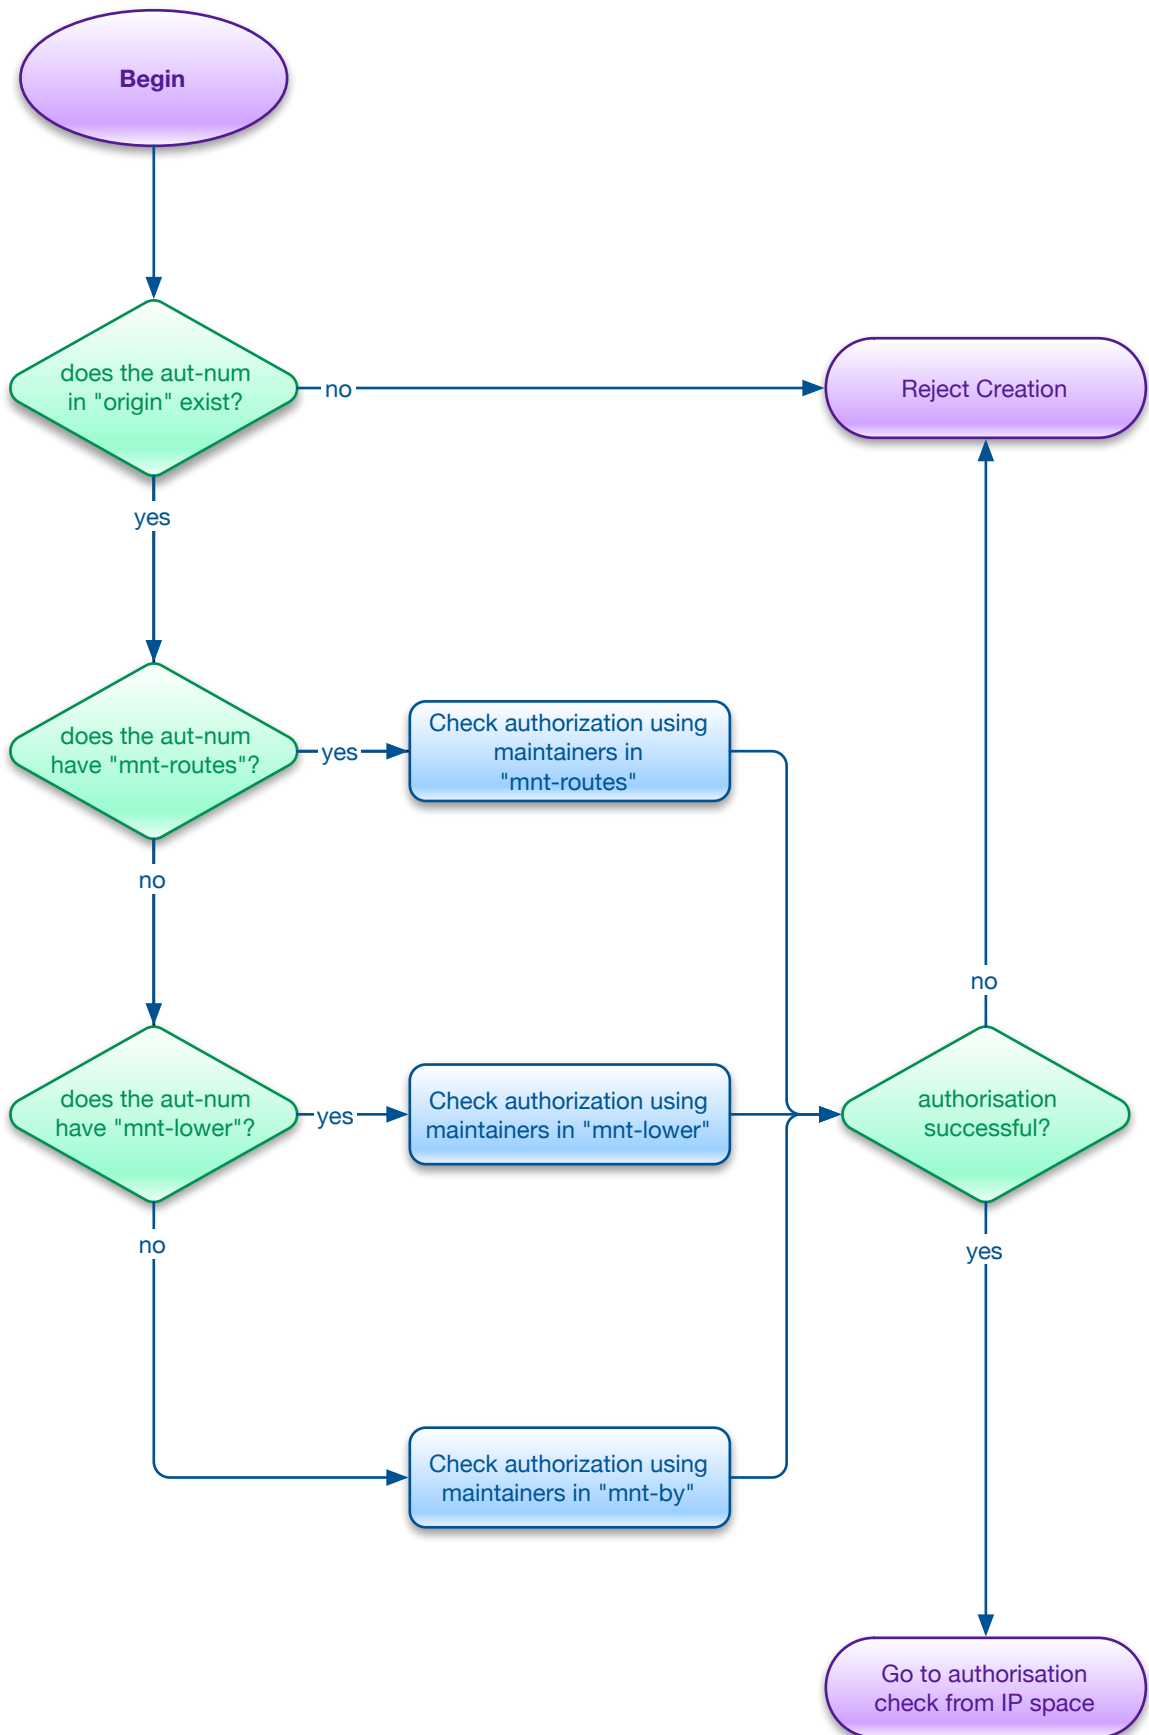 Begin
does the aut-num
in "origin" exist?
no
Reject Creation
yes
does the aut-num
have "mnt-routes"?
yes
Check authorization using
maintainers in
"mnt-routes"
no
no
does the aut-num
have "mnt-lower"?
yes
Check authorization using
maintainers in "mnt-lower"
authorisation
successful?
no
yes
Check authorization using
maintainers in "mnt-by"
Go to authorisation
check from IP space